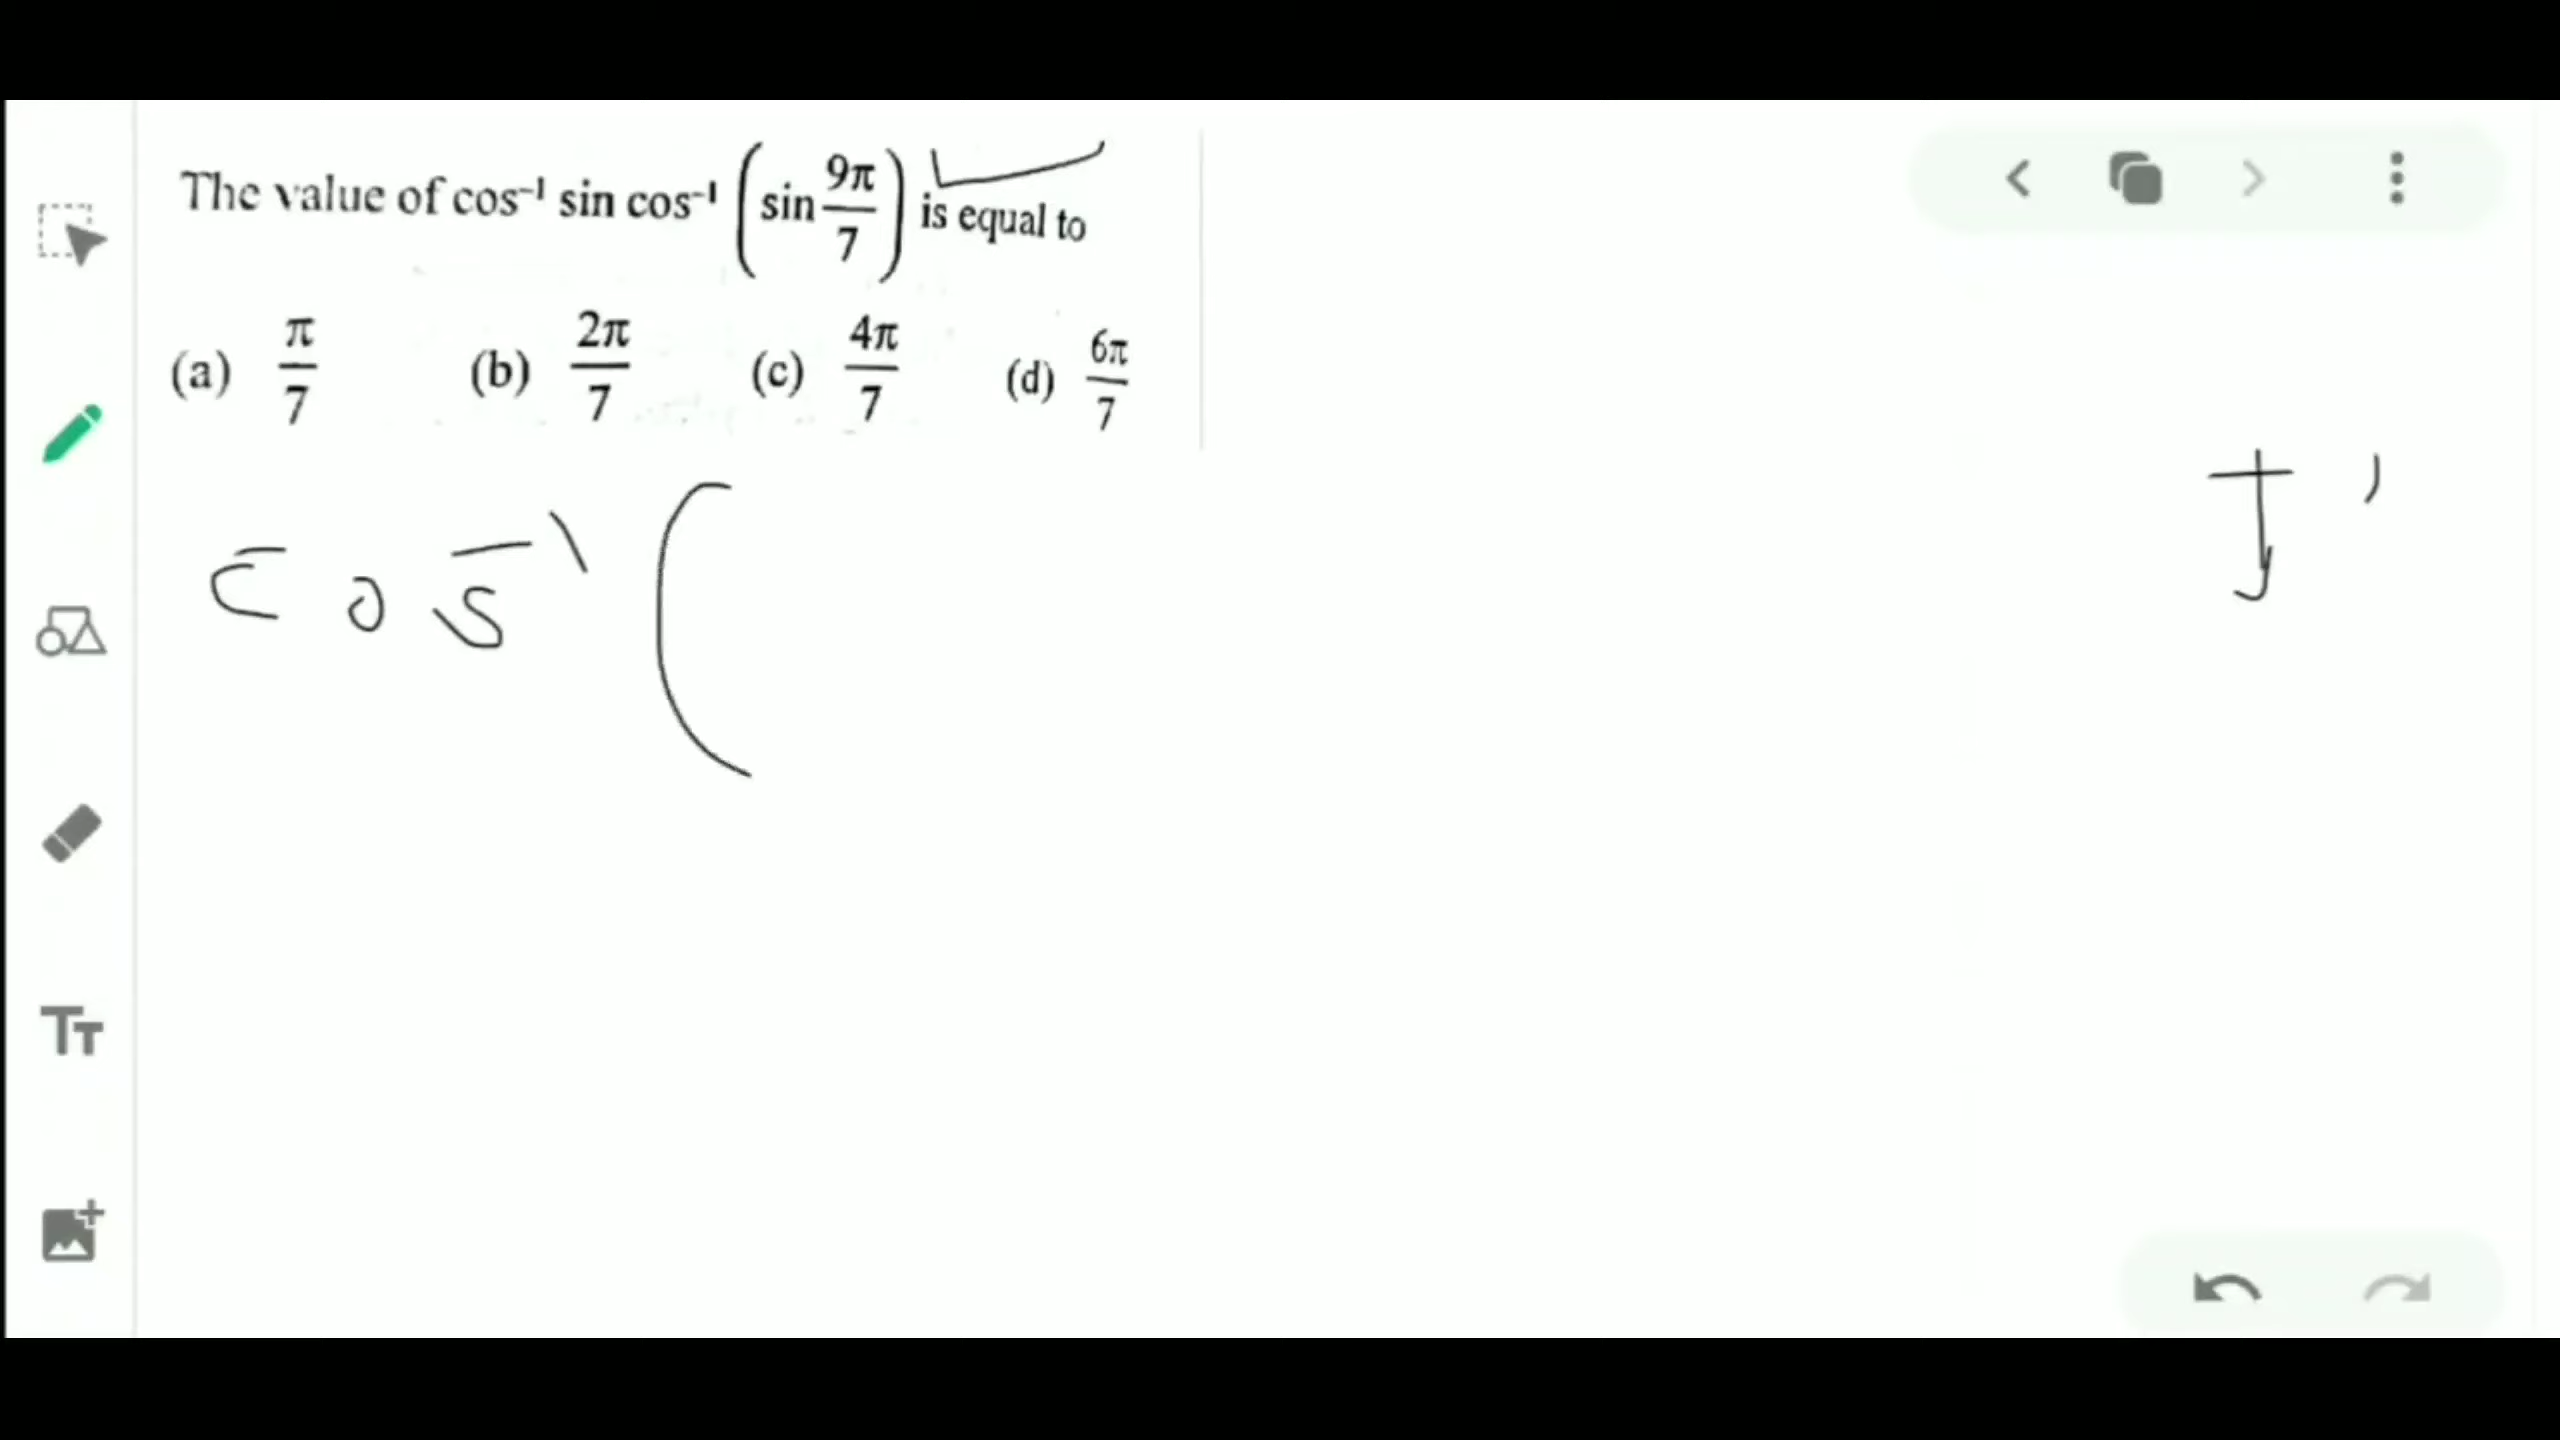 The value of cos⁻¹ sin cos⁻¹ (sin 9π/7) is equal to
(a) π/7 (b) 2π/7 (c) 4π/7 (d) 6π/7
cos⁻¹ (
Tт